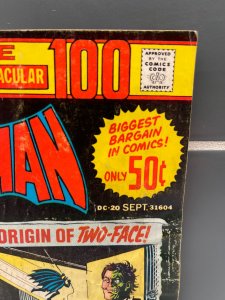 E
TACULAR 100
APPROVED
BY THE
COMICS
CODE
AUTHORITY
MAN
BIGGEST
BARGAIN
IN COMICS!
ONLY 50¢
DC-20 SEPT. 31604
ORIGIN OF TWO-FACE!